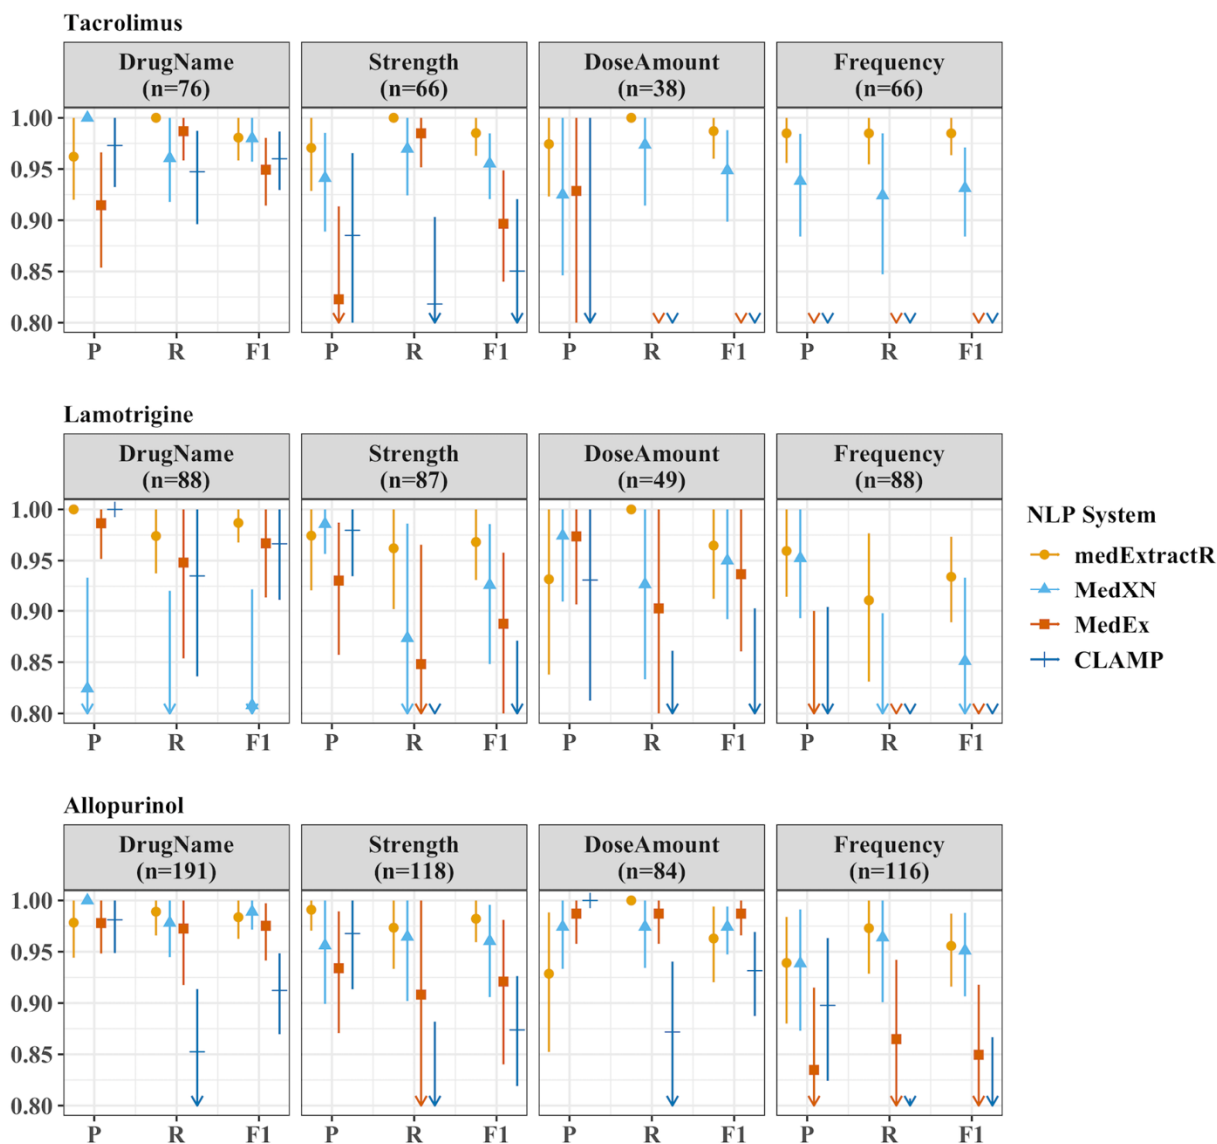 Tacrolimus
DrugName Strength DoseAmount Frequency
(n=76) (n=66) (n=38) (n=66)
1.00
0.95
0.90
0.85
0.80
P R F1 P R F1 P R F1 P R F1
Lamotrigine
DrugName Strength DoseAmount Frequency
(n=88) (n=87) (n=49) (n=88)
1.00
0.95
0.90
0.85
0.80
P R F1 P R F1 P R F1 P R F1
NLP System
medExtractR
MedXN
MedEx
CLAMP
Allopurinol
DrugName Strength DoseAmount Frequency
(n=191) (n=118) (n=84) (n=116)
1.00
0.95
0.90
0.85
0.80
P R F1 P R F1 P R F1 P R F1